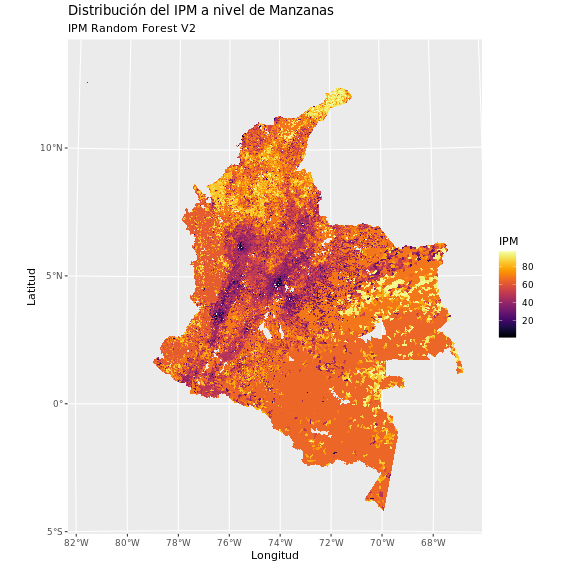 Distribución del IPM a nivel de Manzanas
IPM Random Forest V2
10°N
5°N
0°
5°S
82°W
80°W
78°W
76°W
74°W
72°W
70°W
68°W
Latitud
Longitud
IPM
80
60
40
20